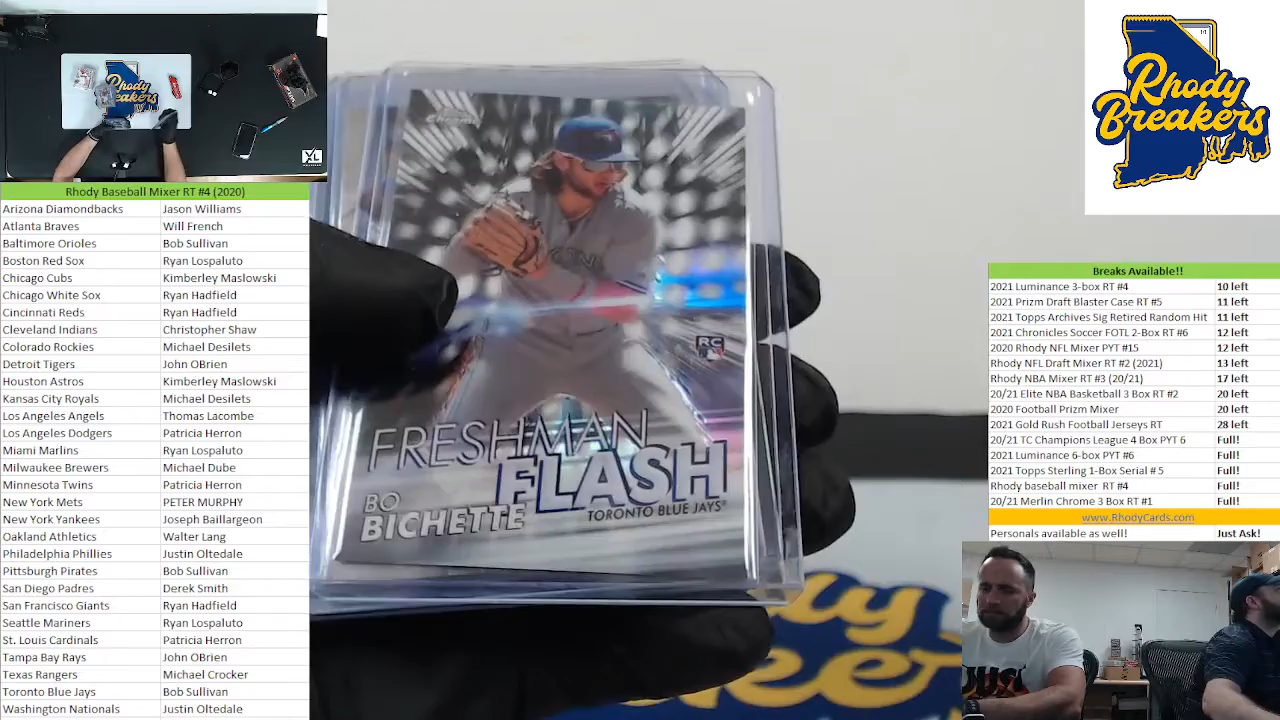 XL
Rhody Baseball Mixer RT #4 (2020)
Arizona Diamondbacks Jason Williams
Atlanta Braves Will French
Baltimore Orioles Bob Sullivan
Boston Red Sox Ryan Lospaluto
Chicago Cubs Kimberley Maslowski
Chicago White Sox Ryan Hadfield
Cincinnati Reds Ryan Hadfield
Cleveland Indians Christopher Shaw
Colorado Rockies Michael Desilets
Detroit Tigers John OBrien
Houston Astros Kimberley Maslowski
Kansas City Royals Michael Desilets
Los Angeles Angels Thomas Lacombe
Los Angeles Dodgers Patricia Herron
Miami Marlins Ryan Lospaluto
Milwaukee Brewers Michael Dube
Minnesota Twins Patricia Herron
New York Mets PETER MURPHY
New York Yankees Joseph Baillargeon
Oakland Athletics Walter Lang
Philadelphia Phillies Justin Oltedale
Pittsburgh Pirates Bob Sullivan
San Diego Padres Derek Smith
San Francisco Giants Ryan Hadfield
Seattle Mariners Ryan Lospaluto
St. Louis Cardinals Patricia Herron
Tampa Bay Rays John OBrien
Texas Rangers Michael Crocker
Toronto Blue Jays Bob Sullivan
Washington Nationals Justin Oltedale
Chrome
RC
FRESHMAN
FLASH
BO
BICHETTE
TORONTO BLUE JAYS
Rhody
Breakers
Rhody
Breakers
Breaks Available!!
2021 Luminance 3-box RT #4 10 left
2021 Prizm Draft Blaster Case RT #5 11 left
2021 Topps Archives Sig Retired Random Hit 11 left
2021 Chronicles Soccer FOTL 2-Box RT #6 12 left
2020 Rhody NFL Mixer PYT #15 12 left
Rhody NFL Draft Mixer RT #2 (2021) 13 left
Rhody NBA Mixer RT #3 (20/21) 17 left
20/21 Elite NBA Basketball 3 Box RT #2 20 left
2020 Football Prizm Mixer 20 left
2021 Gold Rush Football Jerseys RT 28 left
20/21 TC Champions League 4 Box PYT 6 Full!
2021 Luminance 6-box PYT #6 Full!
2021 Topps Sterling 1-Box Serial # 5 Full!
Rhody baseball mixer RT #4 Full!
20/21 Merlin Chrome 3 Box RT #1 Full!
www.RhodyCards.com
Personals available as well! Just Ask!